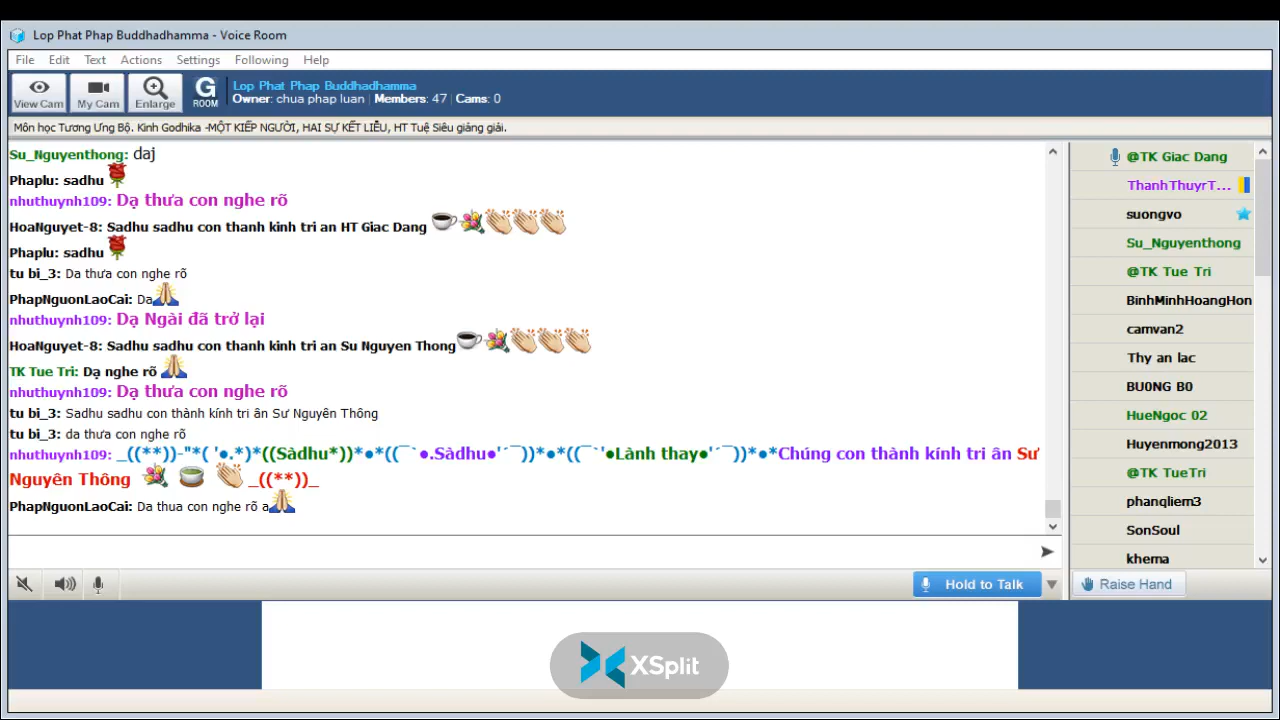 Lop Phat Phap Buddhadhamma - Voice Room
File Edit Text Actions Settings Following Help
View Cam My Cam Enlarge G ROOM
Lop Phat Phap Buddhadhamma
Owner: chua phap luan | Members: 47 | Cams: 0
Môn học Tương Ưng Bộ. Kinh Godhika -MỘT KIẾP NGƯỜI, HAI SỰ KẾT LIỄU, HT Tuệ Siêu giảng giải.
Su_Nguyenthong: daj
Phaplu: sadhu
nhuthuynh109: Dạ thưa con nghe rõ
HoaNguyet-8: Sadhu sadhu con thanh kinh tri an HT Giac Dang
Phaplu: sadhu
tu bi_3: Da thưa con nghe rõ
PhapNguonLaoCai: Da
nhuthuynh109: Dạ Ngài đã trở lại
HoaNguyet-8: Sadhu sadhu con thanh kinh tri an Su Nguyen Thong
TK Tue Tri: Dạ nghe rõ
nhuthuynh109: Dạ thưa con nghe rõ
tu bi_3: Sadhu sadhu con thành kính tri ân Sư Nguyên Thông
tu bi_3: da thưa con nghe rõ
nhuthuynh109: _((**))-"*( '●.*)*((Sàdhu*))*●*((¯`●.Sàdhu●'´¯))*●*((¯`'●Lành thay●'´¯))*●*Chúng con thành kính tri ân Sư
Nguyên Thông _((**))_
PhapNguonLaoCai: Da thua con nghe rõ a
@TK Giac Dang
ThanhThuyrT...
suongvo
Su_Nguyenthong
@TK Tue Tri
BinhMinhHoangHon
camvan2
Thy an lac
BU0NG B0
HueNgoc 02
Huyenmong2013
@TK TueTri
phanqliem3
SonSoul
khema
Hold to Talk
Raise Hand
XSplit